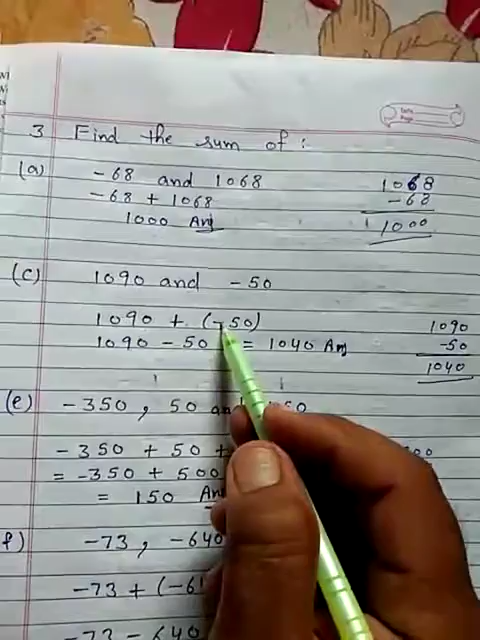 3 Find the sum of :
(a) -68 and 1068
-68 + 1068
1000 Ans
1068
-68
1000
(c) 1090 and -50
1090 + (-50)
1090 - 50 = 1040 Ans
1090
-50
1040
(e) -350, 50 and 450
-350 + 50 +
= -350 + 500
= 150 Ans
(f) -73, -640
-73 + (-6
-73 - 640